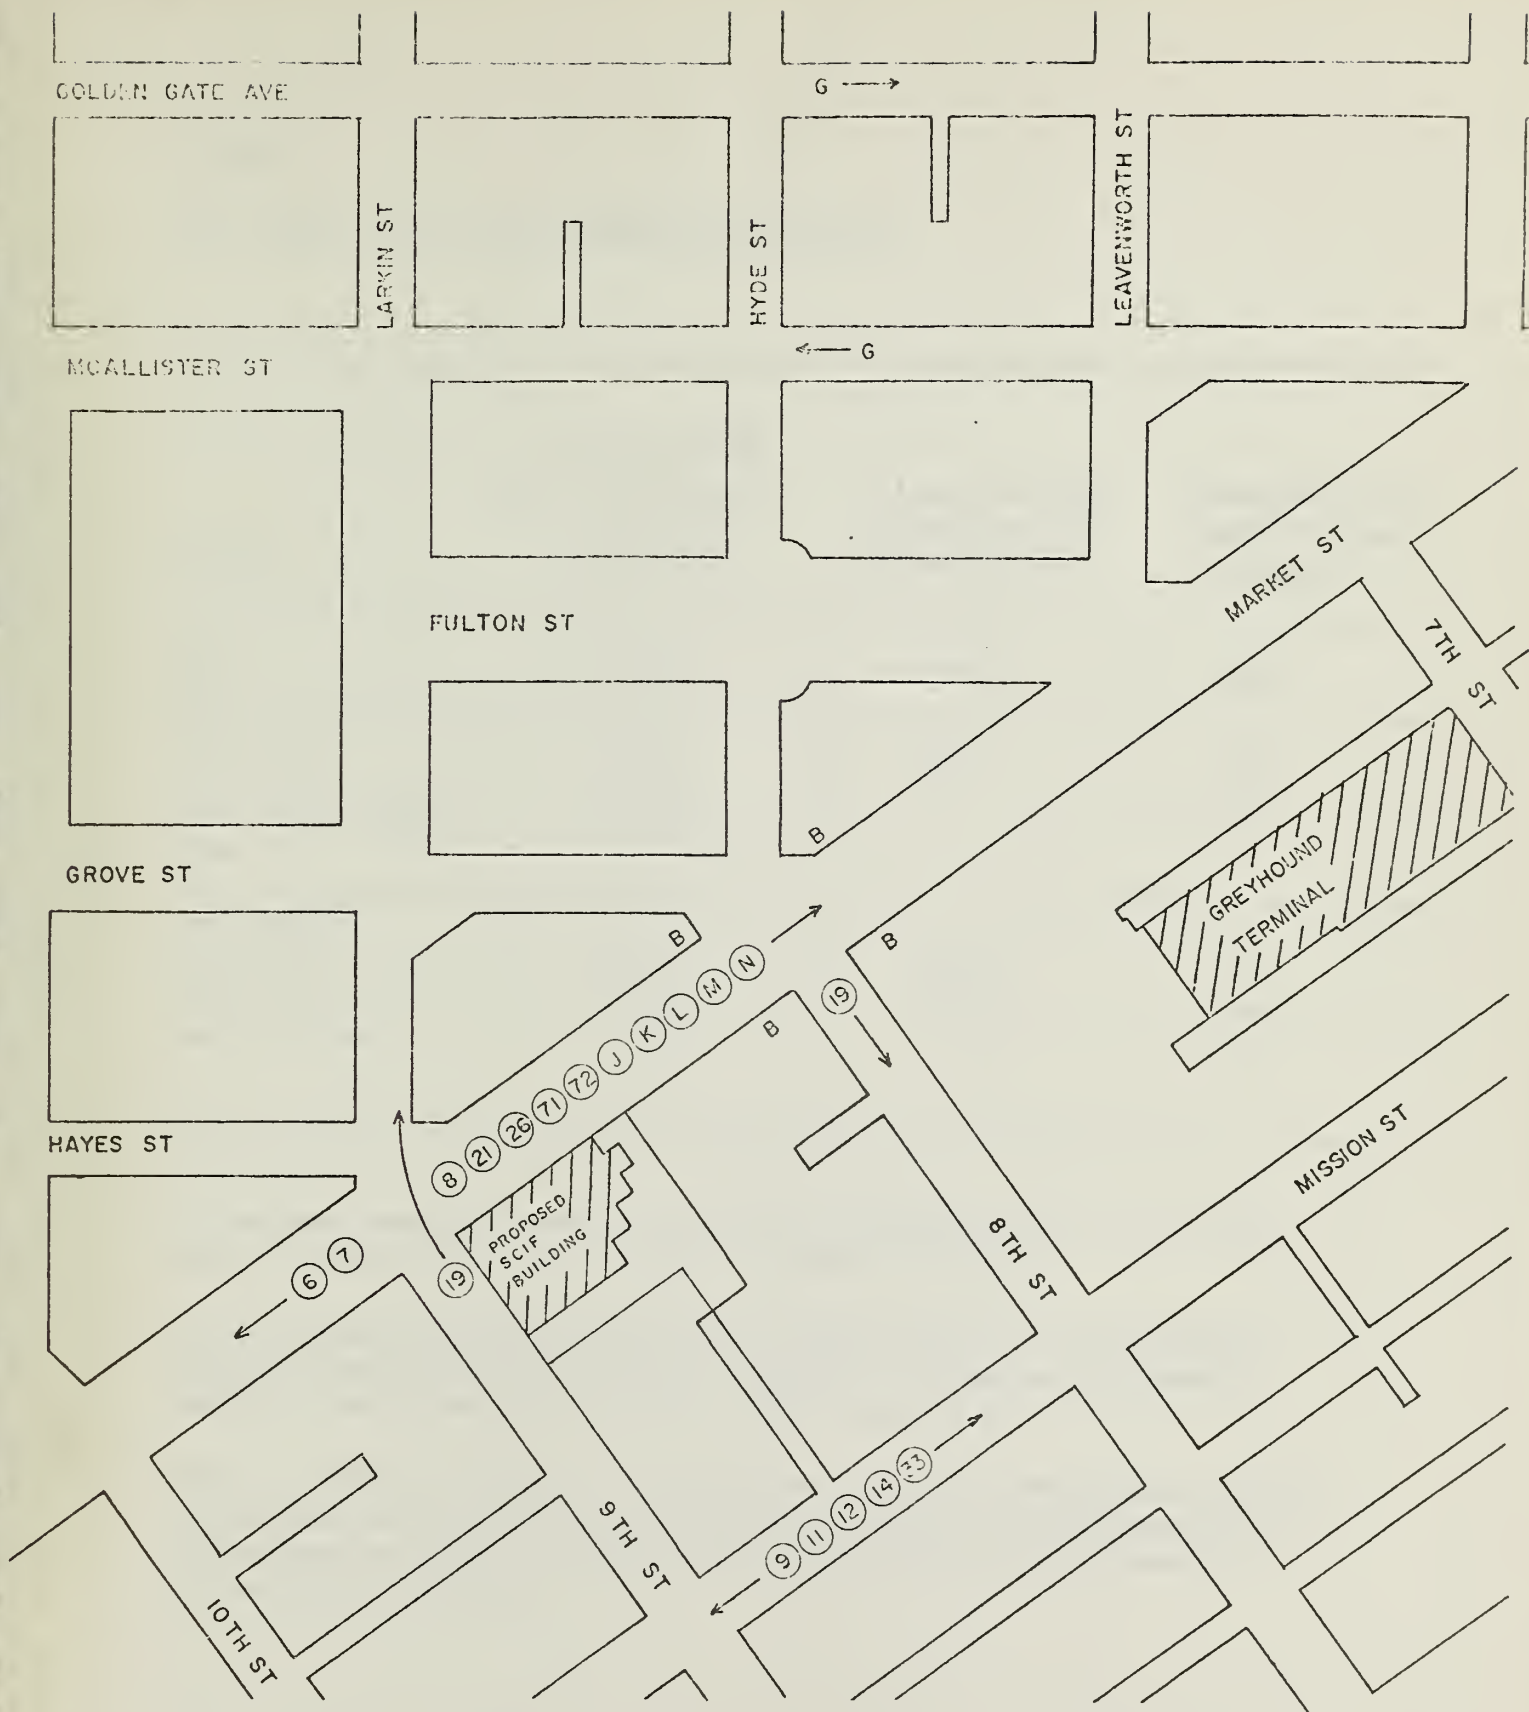 GOLDEN GATE AVE
G
LARKIN ST
HYDE ST
LEAVENWORTH ST
G
MCALLISTER ST
MARKET ST
FULTON ST
7TH ST
B
GROVE ST
GREYHOUND
TERMINAL
B
B
8 21 26 71 72 J K L M N
19
B
HAYES ST
MISSION ST
PROPOSED
SCIF
BUILDING
8TH ST
6 7
19
9 11 12 14 33
9TH ST
10TH ST